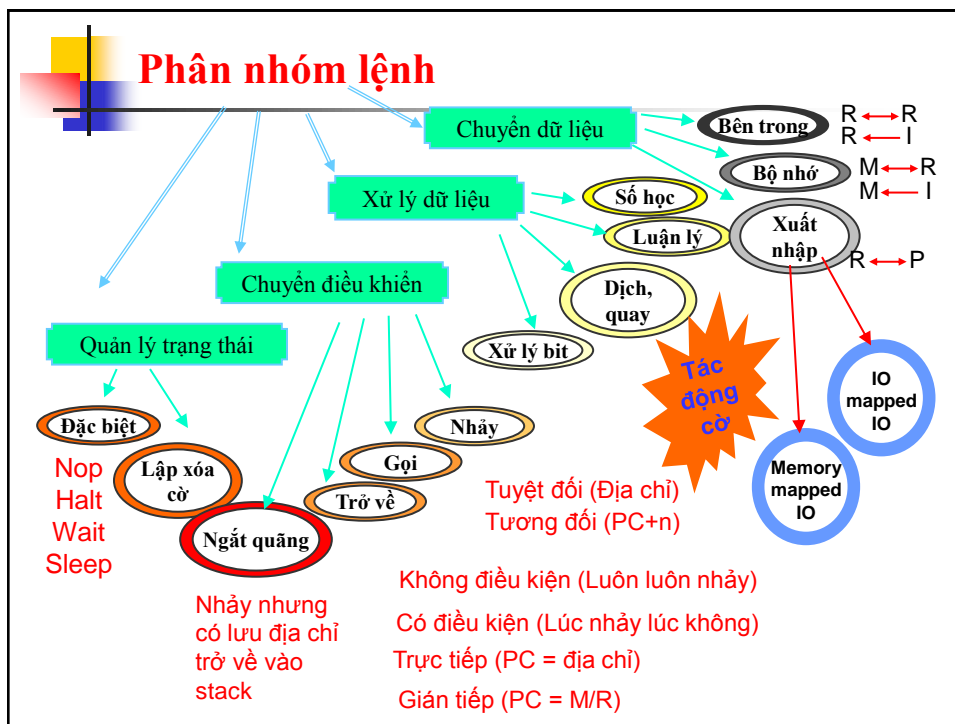 Phân nhóm lệnh
Chuyển dữ liệu
Bên trong
R R
R I
Bộ nhớ
M R
M I
Xuất
nhập
R P
Xử lý dữ liệu
Số học
Luận lý
Dịch,
quay
Xử lý bit
Tác
động
cờ
IO
mapped
IO
Memory
mapped
IO
Chuyển điều khiển
Nhảy
Gọi
Trở về
Ngắt quãng
Quản lý trạng thái
Đặc biệt
Lập xóa
cờ
Nop
Halt
Wait
Sleep
Nhảy nhưng
có lưu địa chỉ
trở về vào
stack
Tuyệt đối (Địa chỉ)
Tương đối (PC+n)
Không điều kiện (Luôn luôn nhảy)
Có điều kiện (Lúc nhảy lúc không)
Trực tiếp (PC = địa chỉ)
Gián tiếp (PC = M/R)